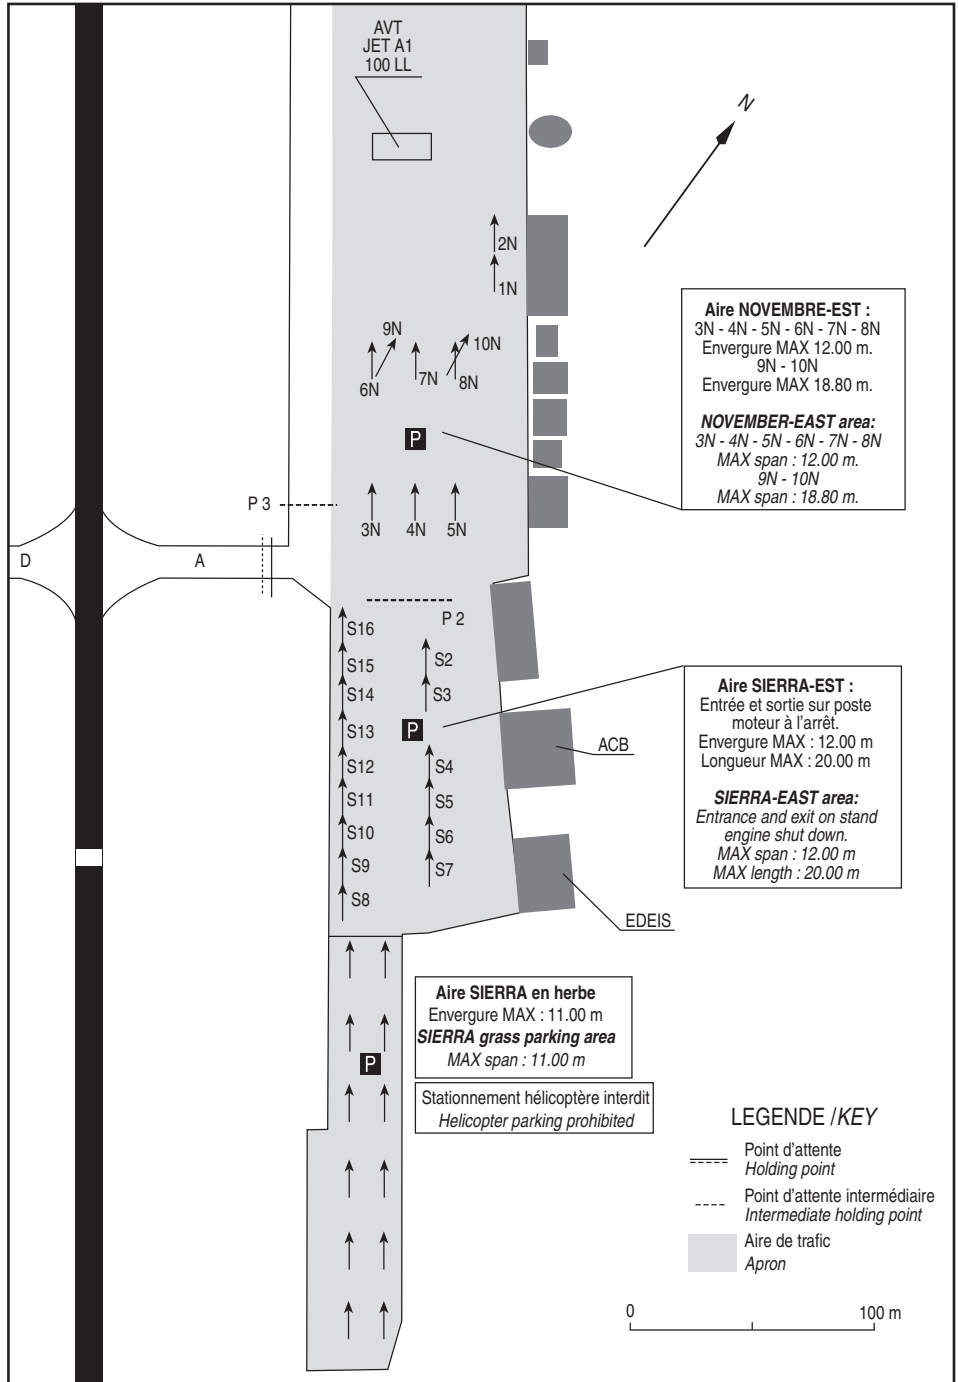 AVT
JET A1
100 LL
N
2N
1N
Aire NOVEMBRE-EST :
3N - 4N - 5N - 6N - 7N - 8N
Envergure MAX 12.00 m.
9N - 10N
Envergure MAX 18.80 m.
NOVEMBER-EAST area:
3N - 4N - 5N - 6N - 7N - 8N
MAX span : 12.00 m.
9N - 10N
MAX span : 18.80 m.
9N
10N
6N
7N
8N
P
P 3
3N
4N
5N
D
A
P 2
S16
S15
S14
S13
S12
S11
S10
S9
S8
S2
S3
P
S4
S5
S6
S7
Aire SIERRA-EST :
Entrée et sortie sur poste
moteur à l'arrêt.
Envergure MAX : 12.00 m
Longueur MAX : 20.00 m
SIERRA-EAST area:
Entrance and exit on stand
engine shut down.
MAX span : 12.00 m
MAX length : 20.00 m
ACB
EDEIS
Aire SIERRA en herbe
Envergure MAX : 11.00 m
SIERRA grass parking area
MAX span : 11.00 m
P
Stationnement hélicoptère interdit
Helicopter parking prohibited
LEGENDE /KEY
Point d'attente
Holding point
Point d'attente intermédiaire
Intermediate holding point
Aire de trafic
Apron
0
100 m